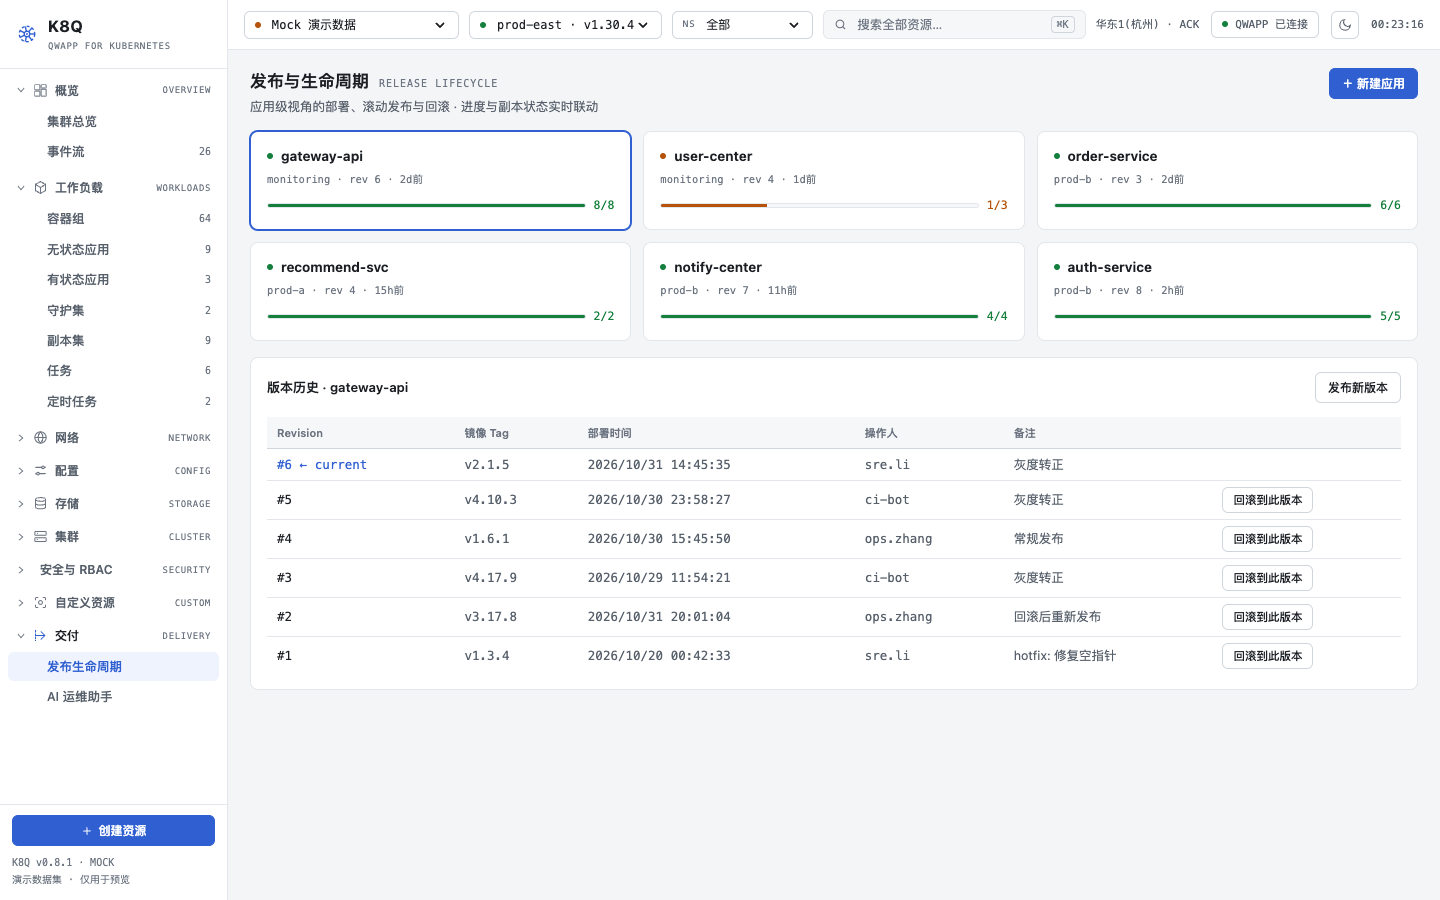 K8Q
QWAPP FOR KUBERNETES
概览 OVERVIEW
集群总览
事件流 26
工作负载 WORKLOADS
容器组 64
无状态应用 9
有状态应用 3
守护集 2
副本集 9
任务 6
定时任务 2
网络 NETWORK
配置 CONFIG
存储 STORAGE
集群 CLUSTER
安全与 RBAC SECURITY
自定义资源 CUSTOM
交付 DELIVERY
发布生命周期
AI 运维助手
+ 创建资源
K8Q v0.8.1 · MOCK
演示数据集 · 仅用于预览
Mock 演示数据 prod-east · v1.30.4 NS 全部 搜索全部资源... ⌘K 华东1(杭州) · ACK QWAPP 已连接 00:23:16
发布与生命周期 RELEASE LIFECYCLE
应用级视角的部署、滚动发布与回滚 · 进度与副本状态实时联动
+ 新建应用
gateway-api
monitoring · rev 6 · 2d前
8/8
user-center
monitoring · rev 4 · 1d前
1/3
order-service
prod-b · rev 3 · 2d前
6/6
recommend-svc
prod-a · rev 4 · 15h前
2/2
notify-center
prod-b · rev 7 · 11h前
4/4
auth-service
prod-b · rev 8 · 2h前
5/5
版本历史 · gateway-api 发布新版本
Revision 镜像 Tag 部署时间 操作人 备注
#6 ← current v2.1.5 2026/10/31 14:45:35 sre.li 灰度转正
#5 v4.10.3 2026/10/30 23:58:27 ci-bot 灰度转正 回滚到此版本
#4 v1.6.1 2026/10/30 15:45:50 ops.zhang 常规发布 回滚到此版本
#3 v4.17.9 2026/10/29 11:54:21 ci-bot 灰度转正 回滚到此版本
#2 v3.17.8 2026/10/31 20:01:04 ops.zhang 回滚后重新发布 回滚到此版本
#1 v1.3.4 2026/10/20 00:42:33 sre.li hotfix: 修复空指针 回滚到此版本